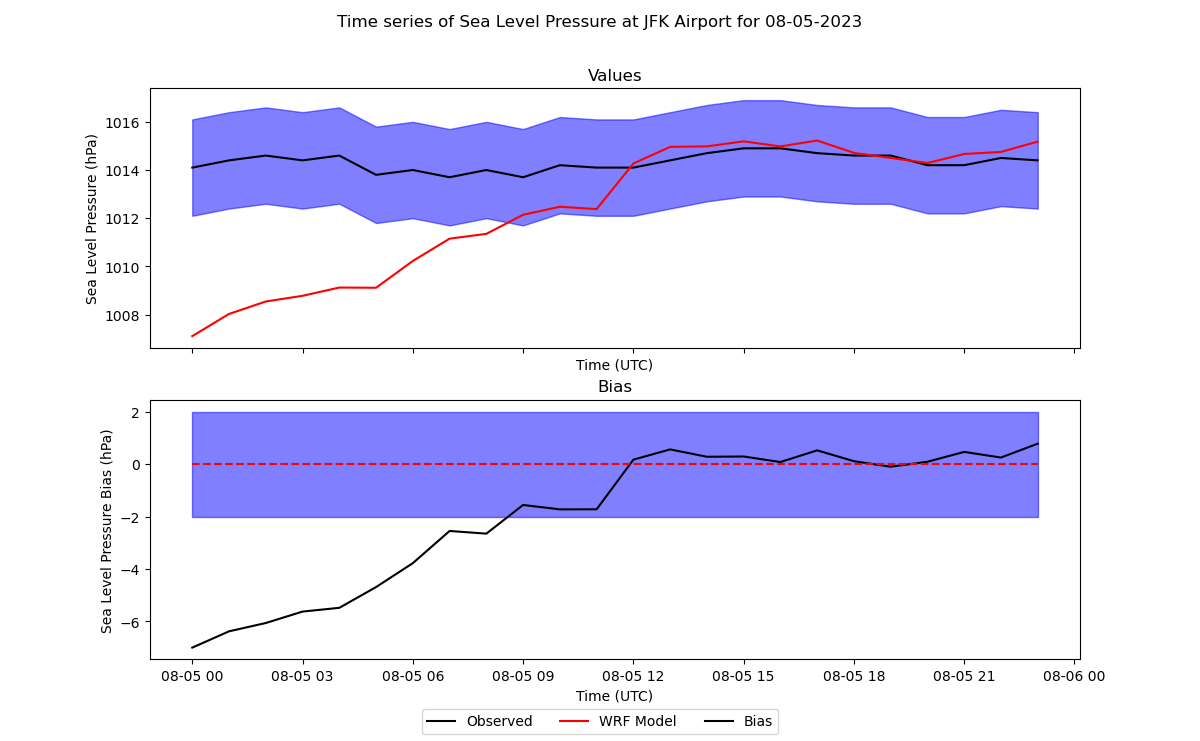 Time series of Sea Level Pressure at JFK Airport for 08-05-2023
Values
Sea Level Pressure (hPa)
1016
1014
1012
1010
1008
Time (UTC)
Bias
Sea Level Pressure Bias (hPa)
2
0
−2
−4
−6
08-05 00 08-05 03 08-05 06 08-05 09 08-05 12 08-05 15 08-05 18 08-05 21 08-06 00
Time (UTC)
Observed WRF Model Bias